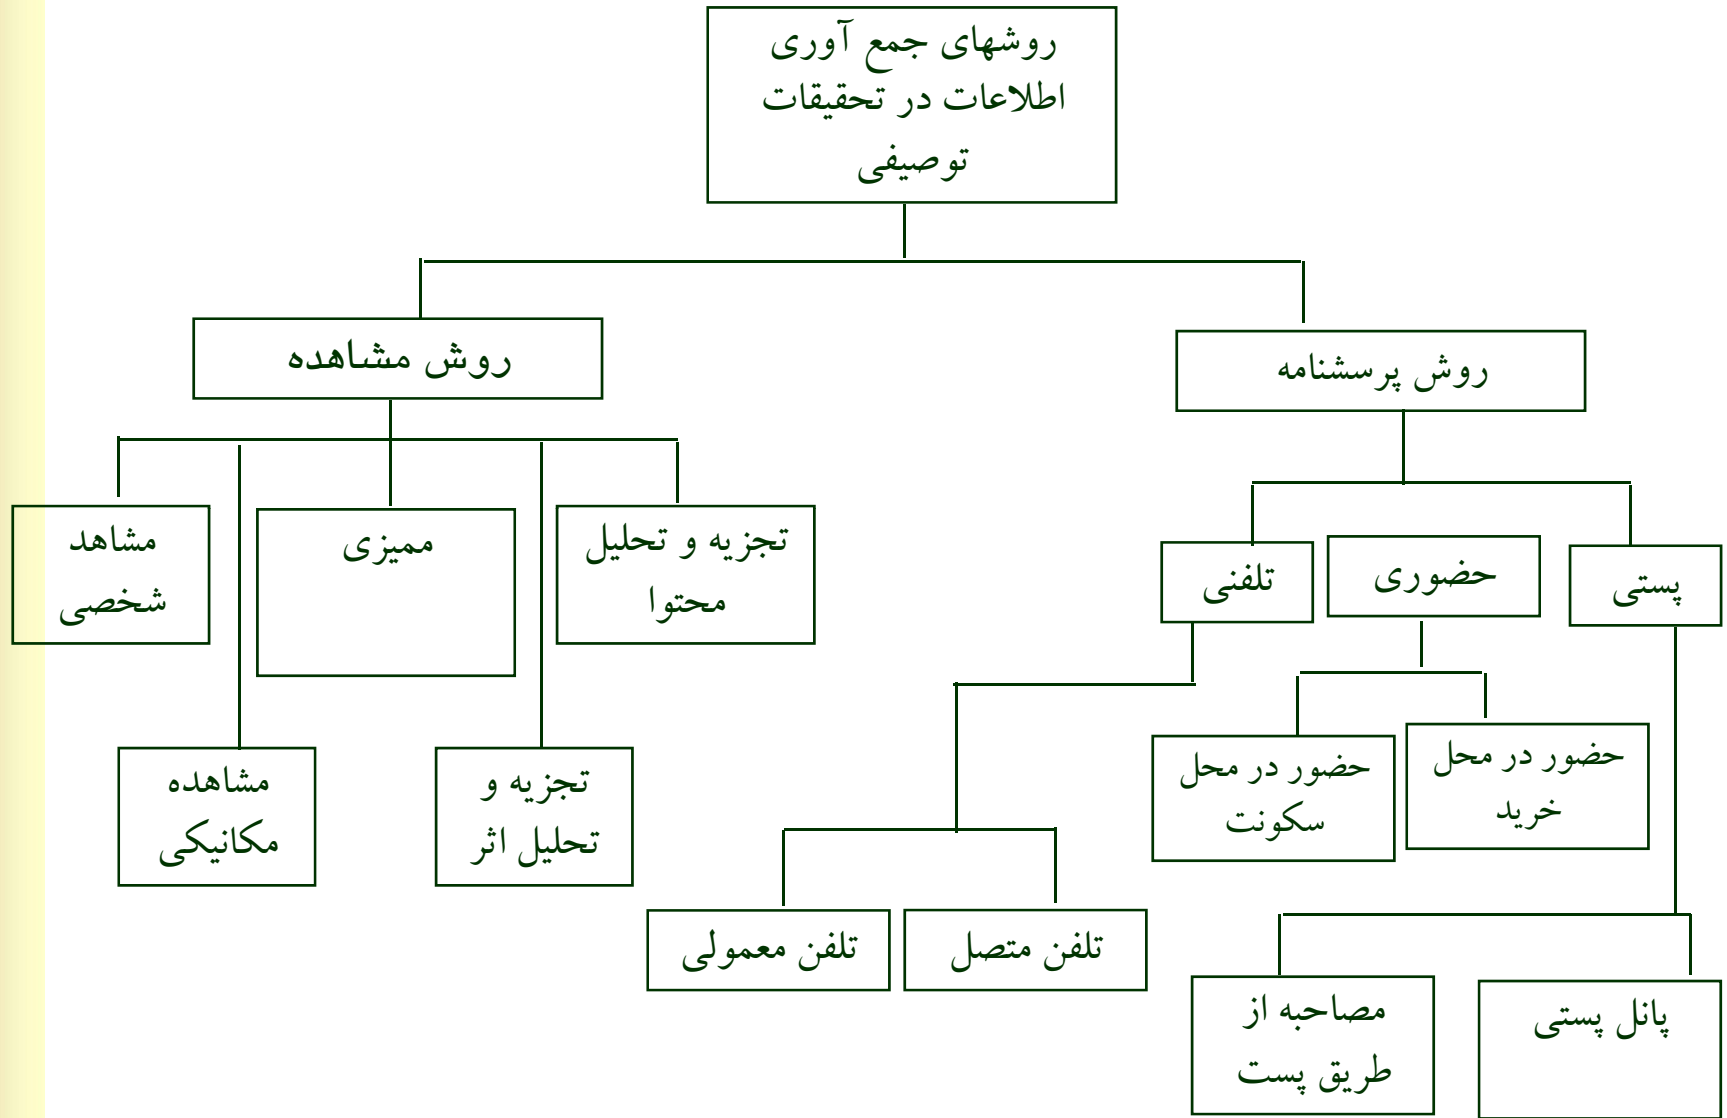 روشهای جمع آوری
اطلاعات در تحقیقات
توصیفی
روش پرسشنامه
روش مشاهده
پستی
حضوری
تلفنی
تجزیه و تحلیل
محتوا
ممیزی
مشاهد
شخصی
حضور در محل
خرید
حضور در محل
سکونت
تجزیه و
تحلیل اثر
مشاهده
مکانیکی
تلفن متصل
تلفن معمولی
پانل پستی
مصاحبه از
طریق پست